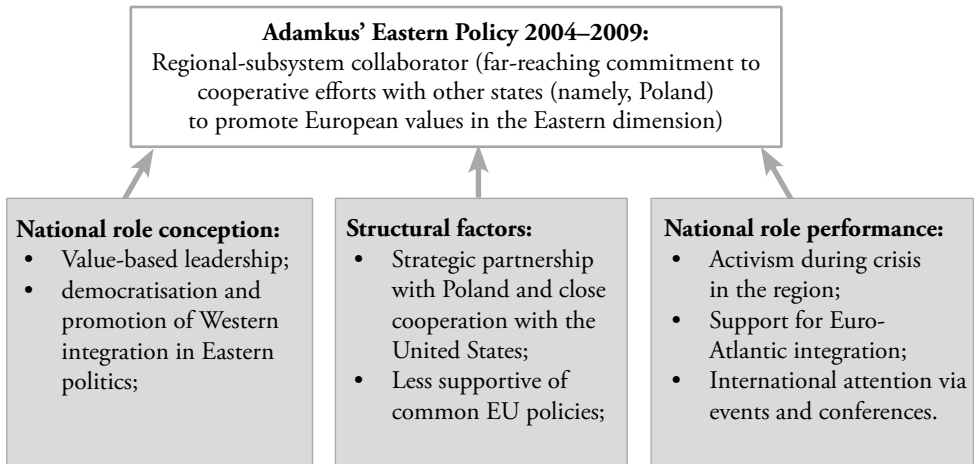 Adamkus’ Eastern Policy 2004–2009:
Regional-subsystem collaborator (far-reaching commitment to
cooperative efforts with other states (namely, Poland)
to promote European values in the Eastern dimension)
National role conception:
• Value-based leadership;
• democratisation and
promotion of Western
integration in Eastern
politics;
Structural factors:
• Strategic partnership
with Poland and close
cooperation with the
United States;
• Less supportive of
common EU policies;
National role performance:
• Activism during crisis
in the region;
• Support for Euro-
Atlantic integration;
• International attention via
events and conferences.